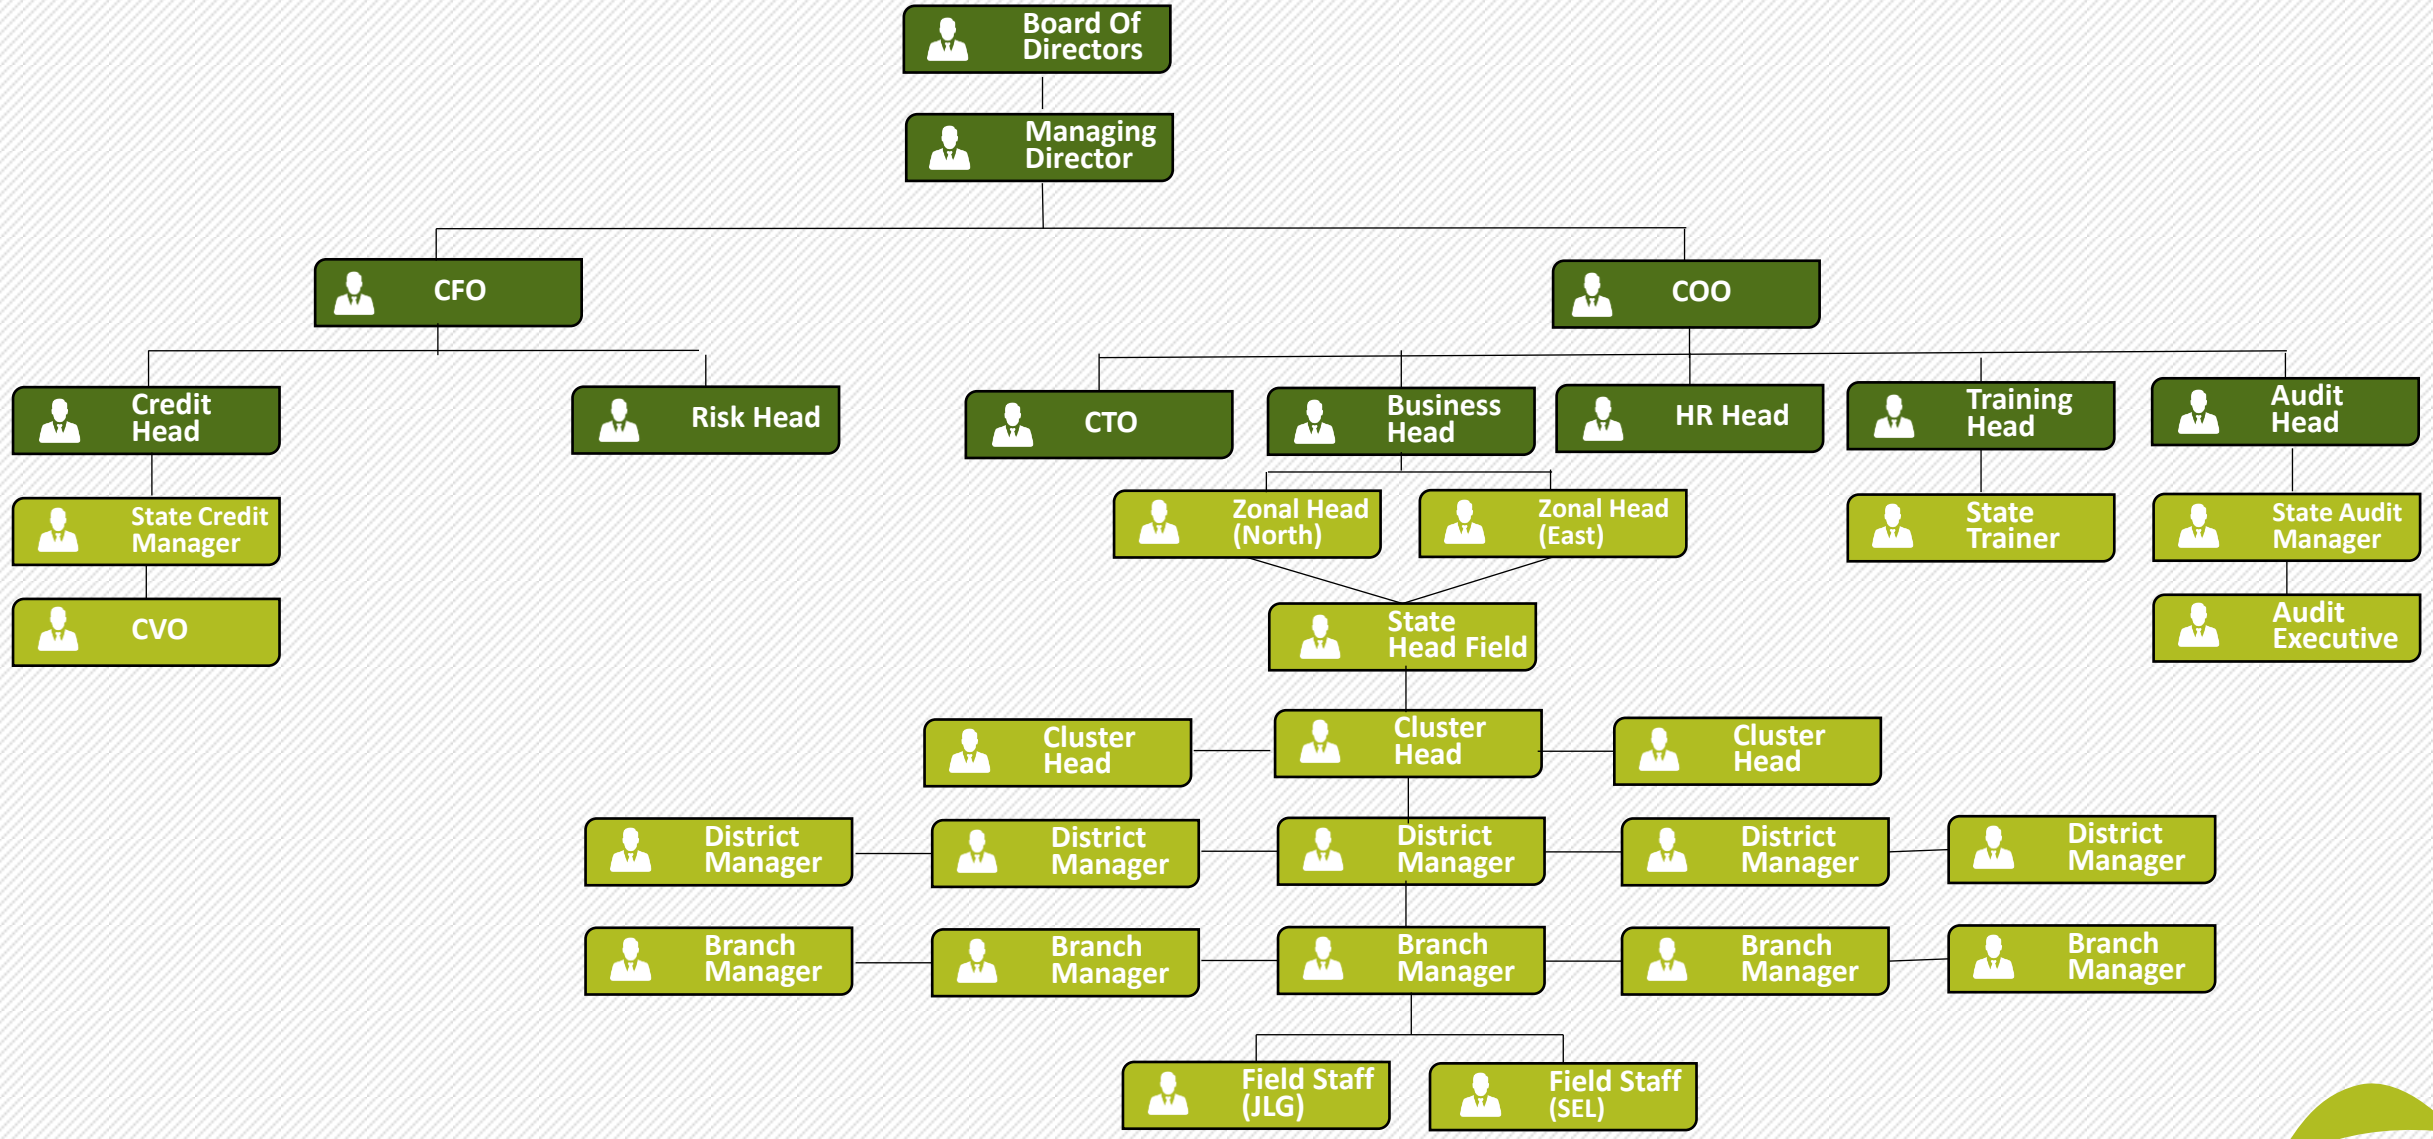 Board Of
Directors
Managing
Director
CFO
COO
Credit
Head
Risk Head
CTO
Business
Head
HR Head
Training
Head
Audit
Head
State Credit
Manager
Zonal Head
(North)
Zonal Head
(East)
State
Trainer
State Audit
Manager
CVO
State
Head Field
Audit
Executive
Cluster
Head
Cluster
Head
Cluster
Head
District
Manager
District
Manager
District
Manager
District
Manager
District
Manager
Branch
Manager
Branch
Manager
Branch
Manager
Branch
Manager
Branch
Manager
Field Staff
(JLG)
Field Staff
(SEL)